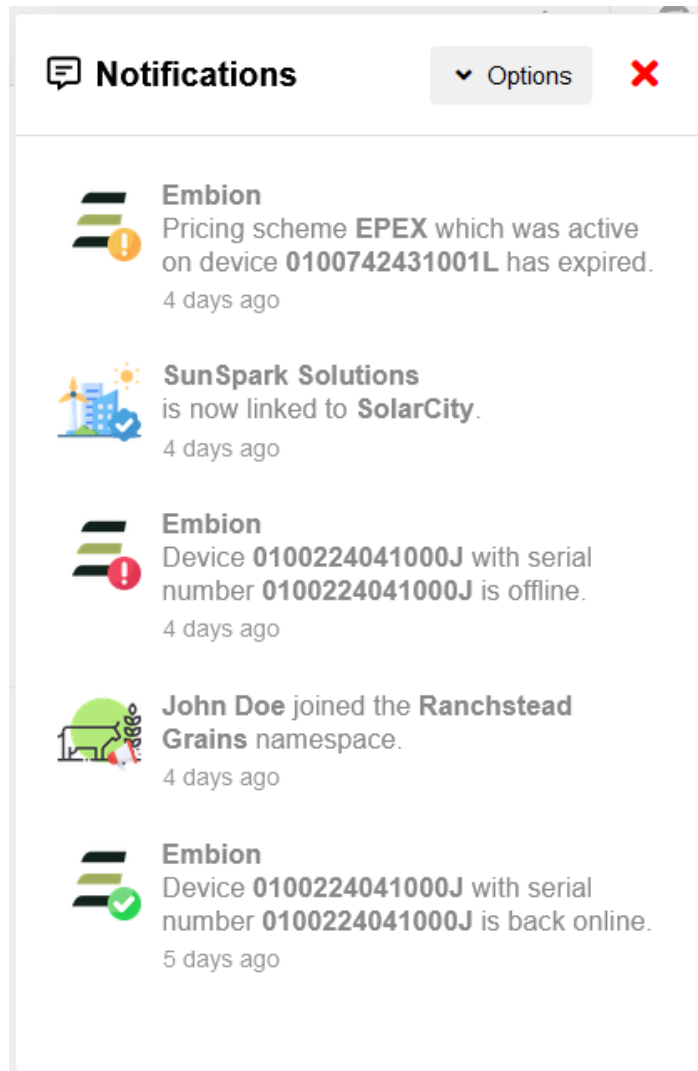 Notifications
Options
Embion
Pricing scheme EPEX which was active
on device 0100742431001L has expired.
4 days ago
SunSpark Solutions
is now linked to SolarCity.
4 days ago
Embion
Device 0100224041000J with serial
number 0100224041000J is offline.
4 days ago
John Doe joined the Ranchstead
Grains namespace.
4 days ago
Embion
Device 0100224041000J with serial
number 0100224041000J is back online.
5 days ago